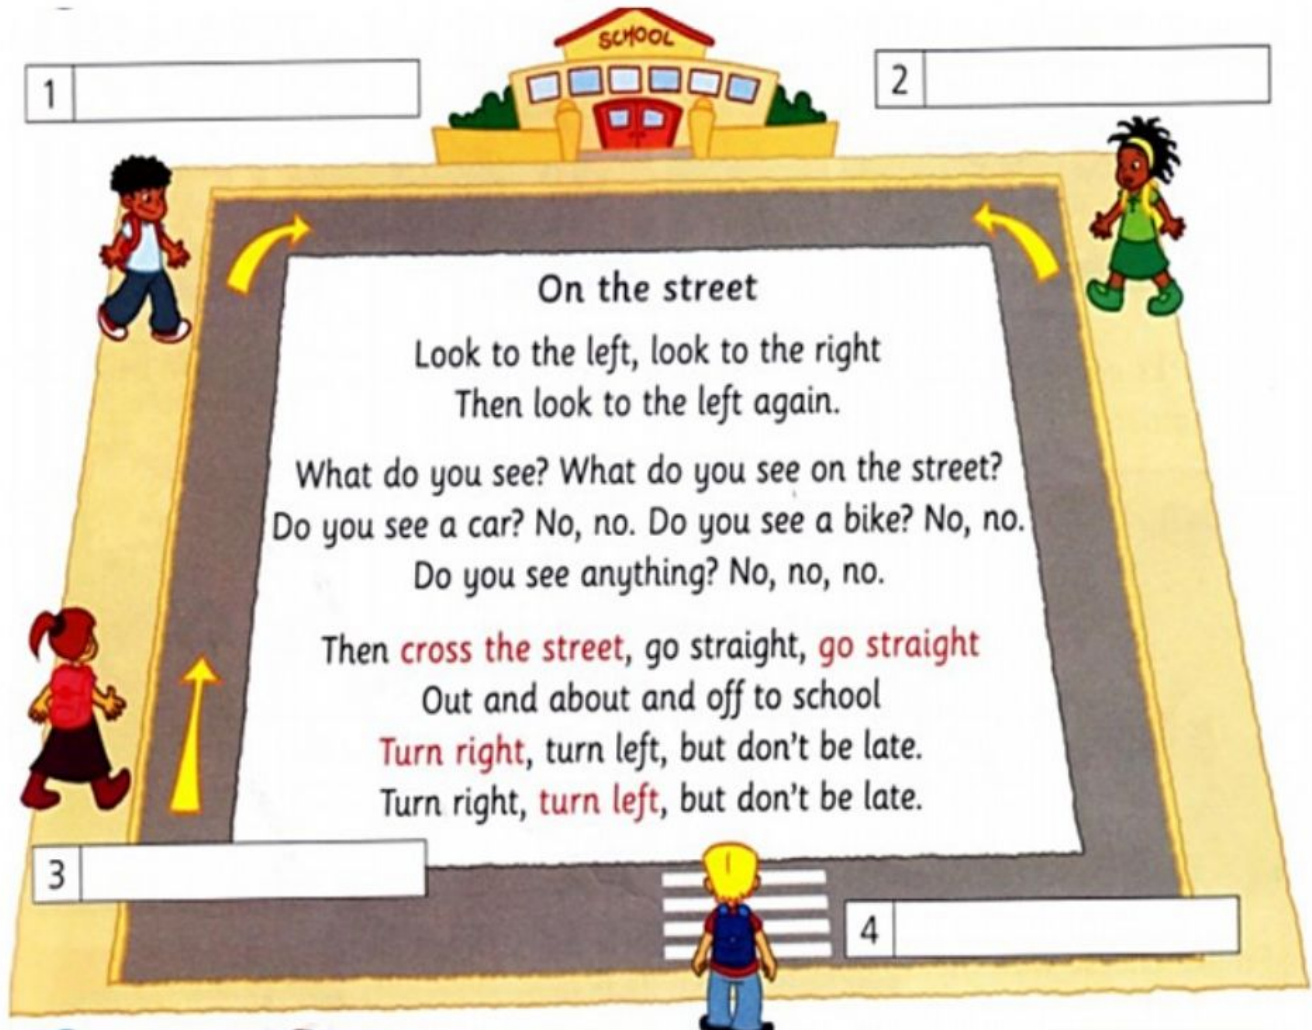 SCHOOL
1
2
On the street
Look to the left, look to the right
Then look to the left again.
What do you see? What do you see on the street?
Do you see a car? No, no. Do you see a bike? No, no.
Do you see anything? No, no, no.
Then cross the street, go straight, go straight
Out and about and off to school
Turn right, turn left, but don't be late.
Turn right, turn left, but don't be late.
3
4